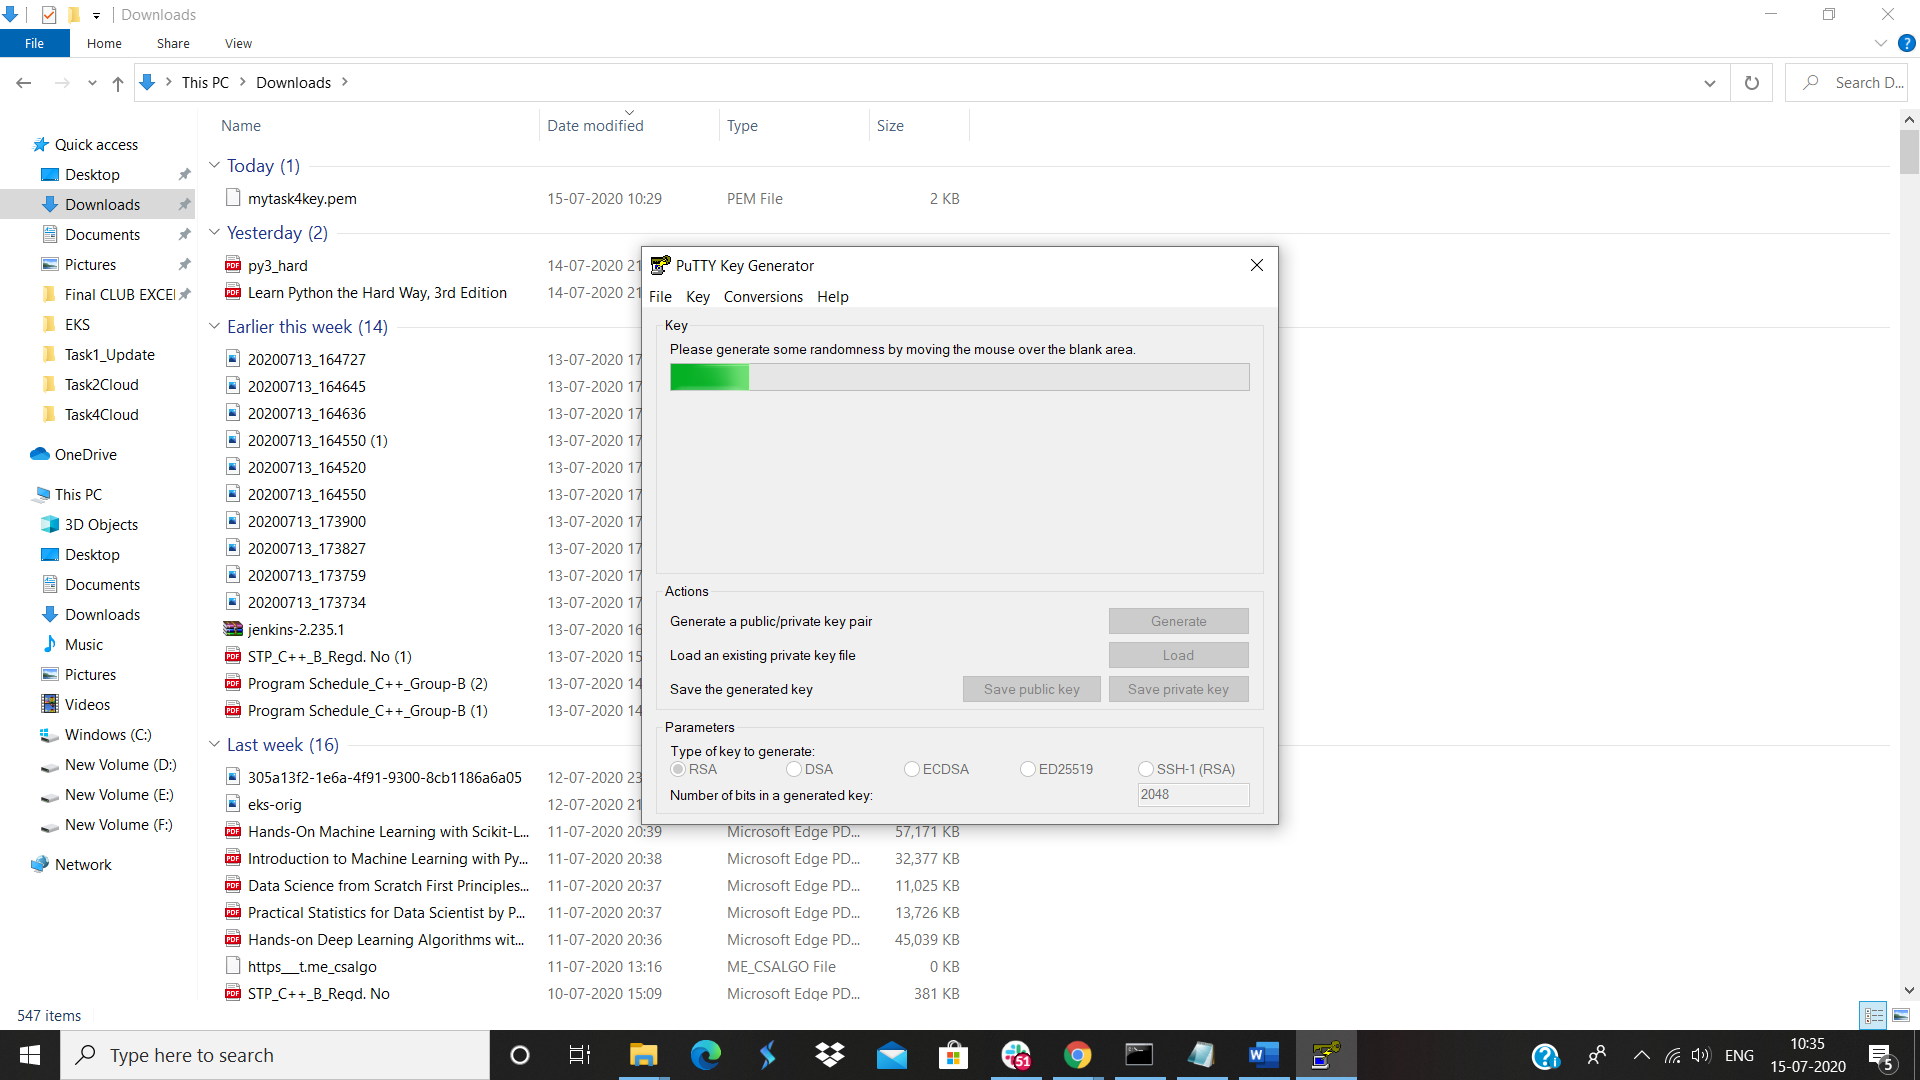 Downloads
File Home Share View
This PC Downloads Search D...
Name Date modified Type Size
Quick access
Desktop
Downloads
Documents
Pictures
Final CLUB EXCEI
EKS
Task1_Update
Task2Cloud
Task4Cloud
OneDrive
This PC
3D Objects
Desktop
Documents
Downloads
Music
Pictures
Videos
Windows (C:)
New Volume (D:)
New Volume (E:)
New Volume (F:)
Network
Today (1)
mytask4key.pem 15-07-2020 10:29 PEM File 2 KB
Yesterday (2)
py3_hard 14-07-2020 21
Learn Python the Hard Way, 3rd Edition 14-07-2020 21
Earlier this week (14)
20200713_164727 13-07-2020 17
20200713_164645 13-07-2020 17
20200713_164636 13-07-2020 17
20200713_164550 (1) 13-07-2020 17
20200713_164520 13-07-2020 17
20200713_164550 13-07-2020 17
20200713_173900 13-07-2020 17
20200713_173827 13-07-2020 17
20200713_173759 13-07-2020 17
20200713_173734 13-07-2020 17
jenkins-2.235.1 13-07-2020 16
STP_C++_B_Regd. No (1) 13-07-2020 15
Program Schedule_C++_Group-B (2) 13-07-2020 14
Program Schedule_C++_Group-B (1) 13-07-2020 14
Last week (16)
305a13f2-1e6a-4f91-9300-8cb1186a6a05 12-07-2020 23
eks-orig 12-07-2020 21
Hands-On Machine Learning with Scikit-L... 11-07-2020 20:39 Microsoft Edge PD... 57,171 KB
Introduction to Machine Learning with Py... 11-07-2020 20:38 Microsoft Edge PD... 32,377 KB
Data Science from Scratch First Principles... 11-07-2020 20:37 Microsoft Edge PD... 11,025 KB
Practical Statistics for Data Scientist by P... 11-07-2020 20:37 Microsoft Edge PD... 13,726 KB
Hands-on Deep Learning Algorithms wit... 11-07-2020 20:36 Microsoft Edge PD... 45,039 KB
https__t.me_csalgo 11-07-2020 13:16 ME_CSALGO File 0 KB
STP_C++_B_Regd. No 10-07-2020 15:09 Microsoft Edge PD... 381 KB
PuTTY Key Generator
File Key Conversions Help
Key
Please generate some randomness by moving the mouse over the blank area.
Actions
Generate a public/private key pair Generate
Load an existing private key file Load
Save the generated key Save public key Save private key
Parameters
Type of key to generate:
RSA DSA ECDSA ED25519 SSH-1 (RSA)
Number of bits in a generated key: 2048
547 items
Type here to search
51
ENG
10:35
15-07-2020
5